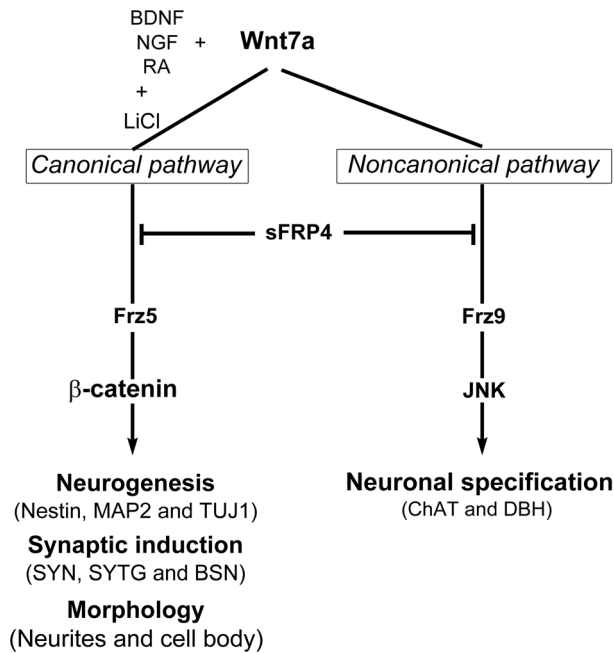 BDNF
NGF + Wnt7a
RA
+
LiCl
Canonical pathway
Noncanonical pathway
sFRP4
Frz5
Frz9
β-catenin
JNK
Neurogenesis
(Nestin, MAP2 and TUJ1)
Synaptic induction
(SYN, SYTG and BSN)
Morphology
(Neurites and cell body)
Neuronal specification
(ChAT and DBH)